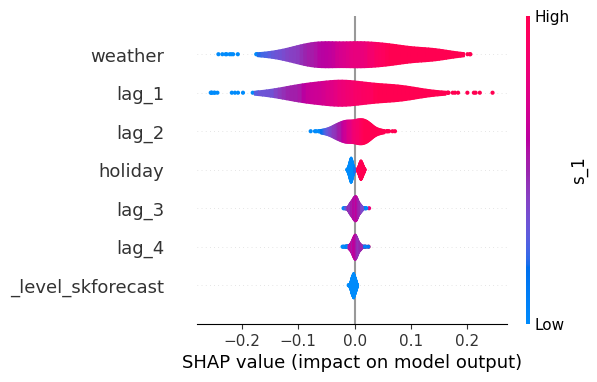 High
weather
lag_1
lag_2
holiday
s_1
lag_3
lag_4
_level_skforecast
Low
−0.2 −0.1 0.0 0.1 0.2
SHAP value (impact on model output)